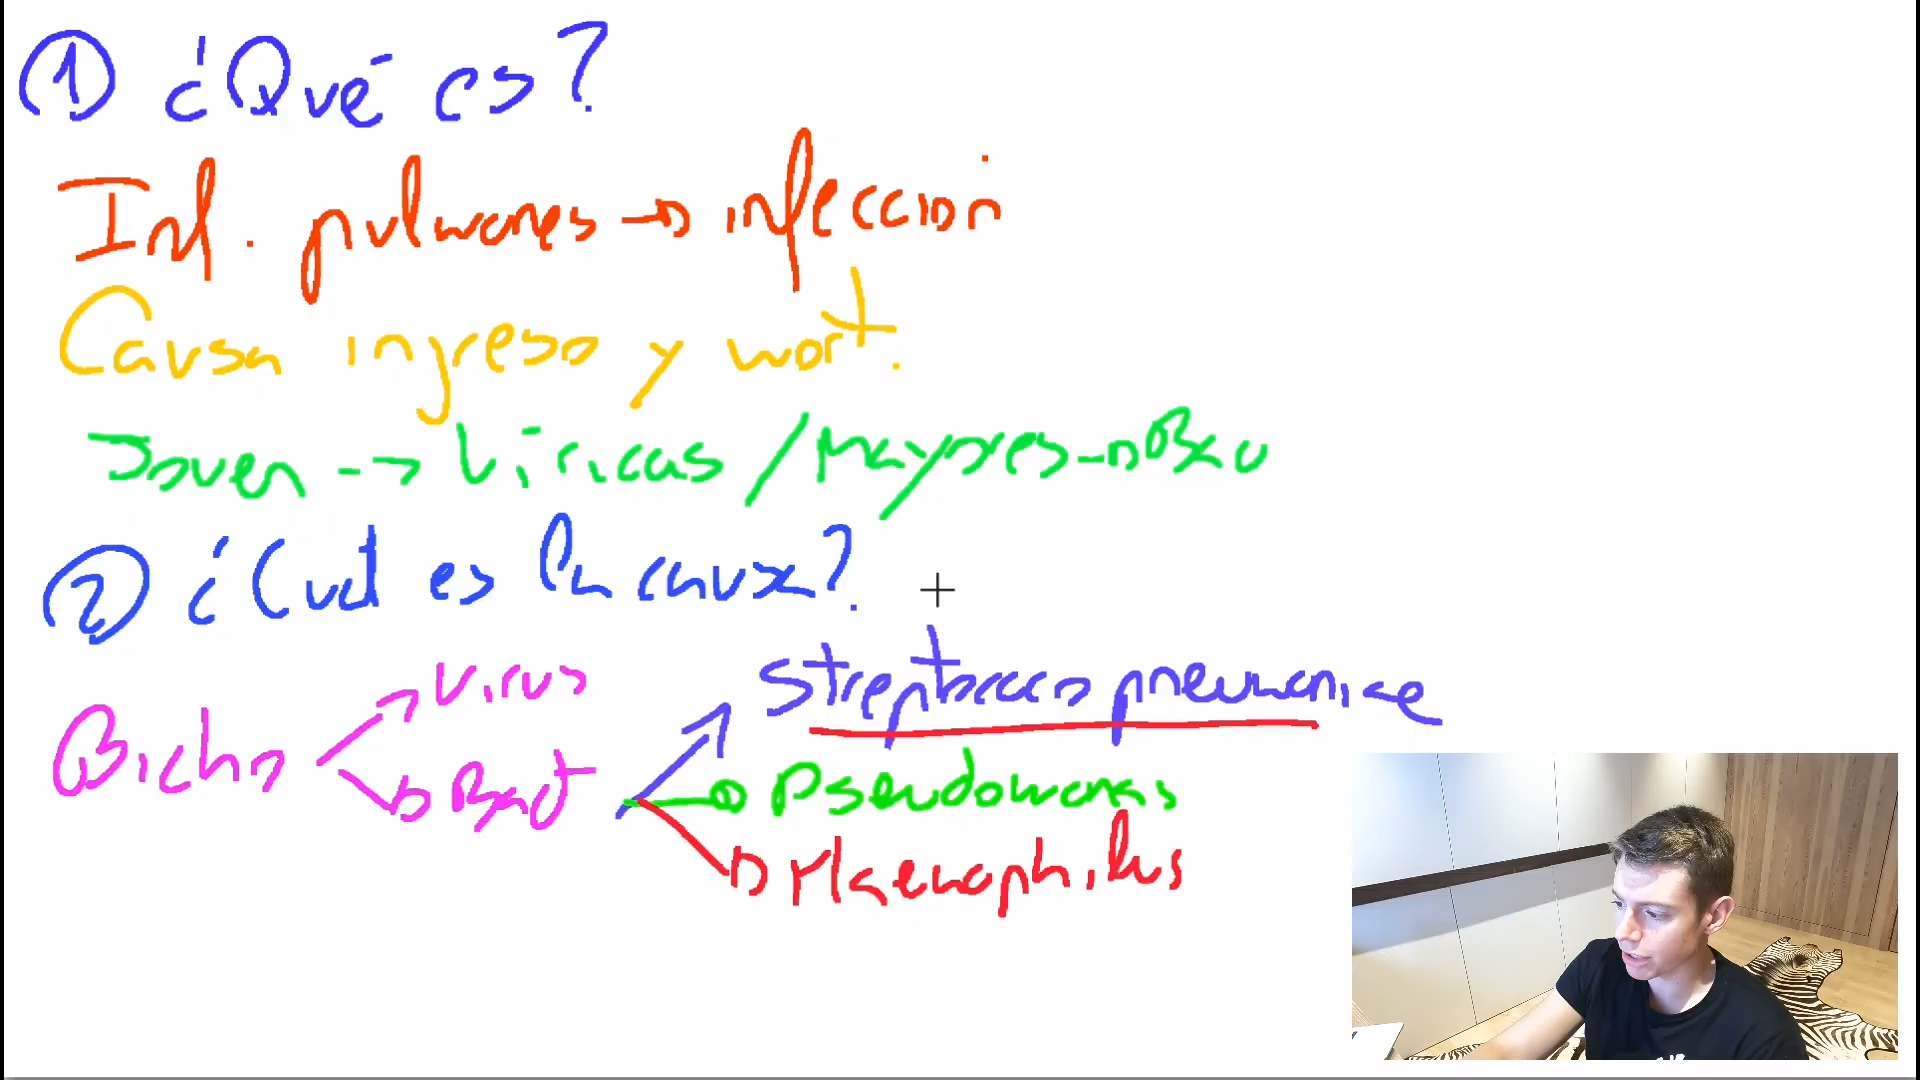 ① ¿Qué es?
Inf. pulmones → infección
Causa ingreso y mort.
Joven → Víricas / Mayores → Bac
② ¿Cuál es la causa?
Bicho → Virus
→ Bact → Streptococo pneumoniae
→ Pseudomonas
→ Haemophilus